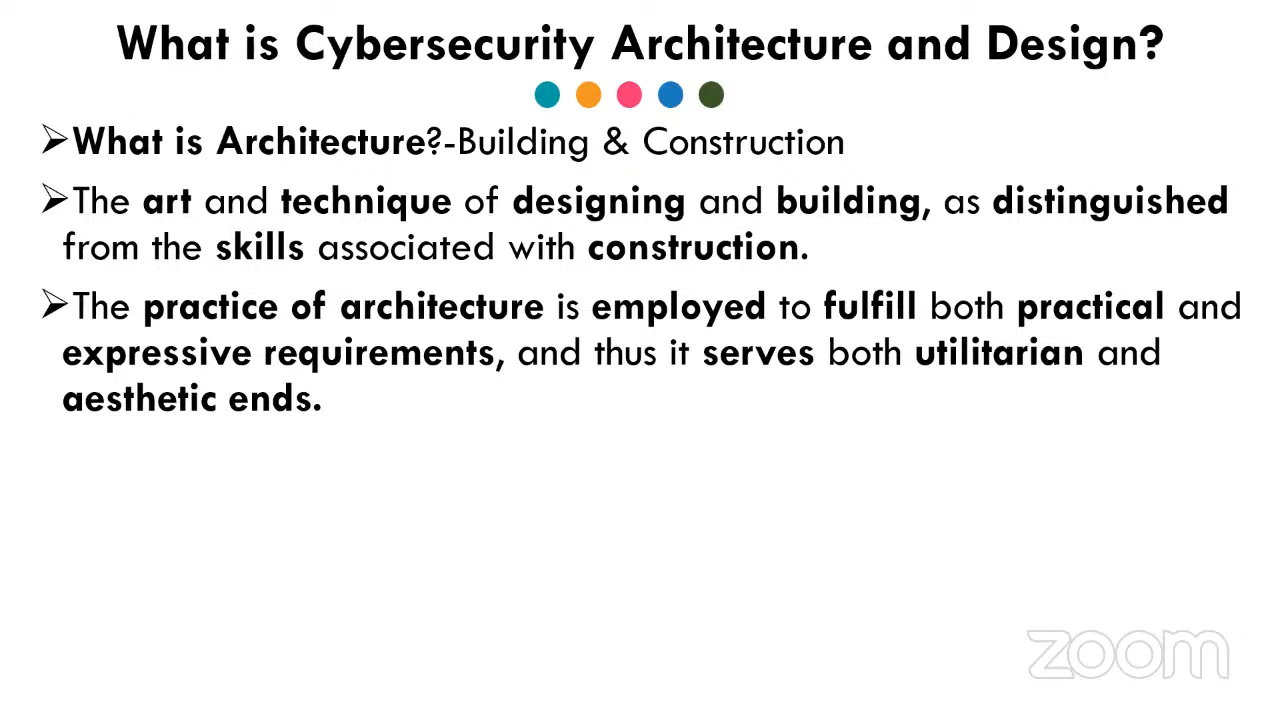 What is Cybersecurity Architecture and Design?
➢What is Architecture?-Building & Construction
➢The art and technique of designing and building, as distinguished
from the skills associated with construction.
➢The practice of architecture is employed to fulfill both practical and
expressive requirements, and thus it serves both utilitarian and
aesthetic ends.
zoom